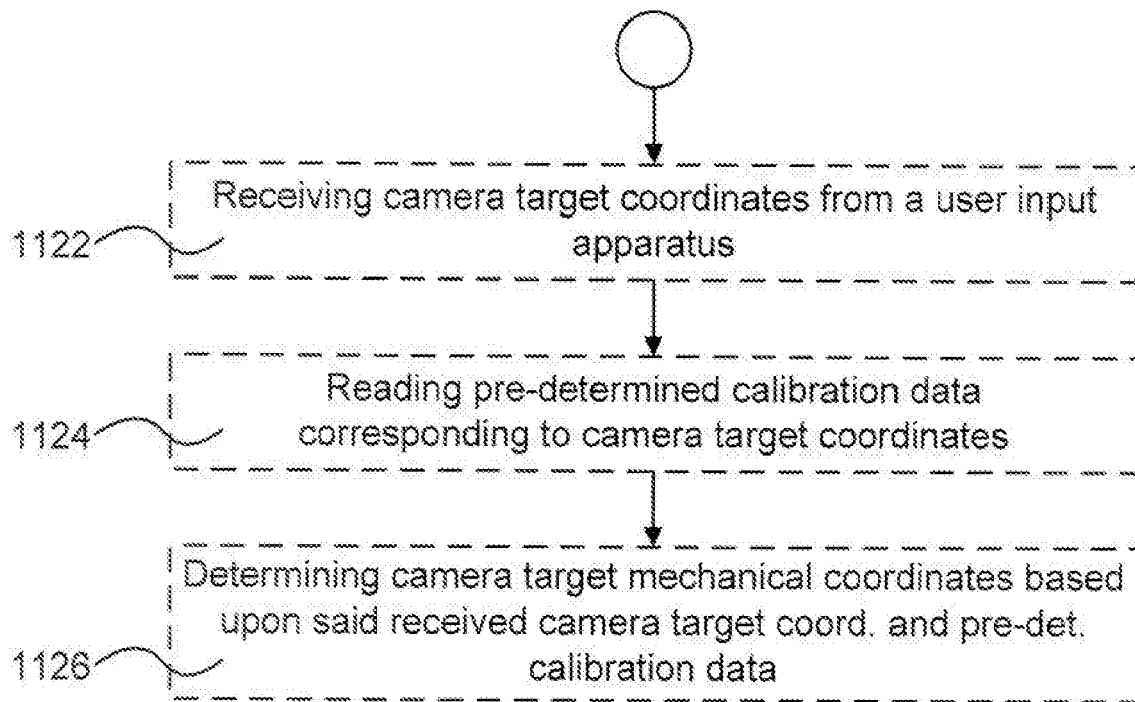 Receiving camera target coordinates from a user input
apparatus
1122
Reading pre-determined calibration data
corresponding to camera target coordinates
1124
Determining camera target mechanical coordinates based
upon said received camera target coord. and pre-det.
calibration data
1126